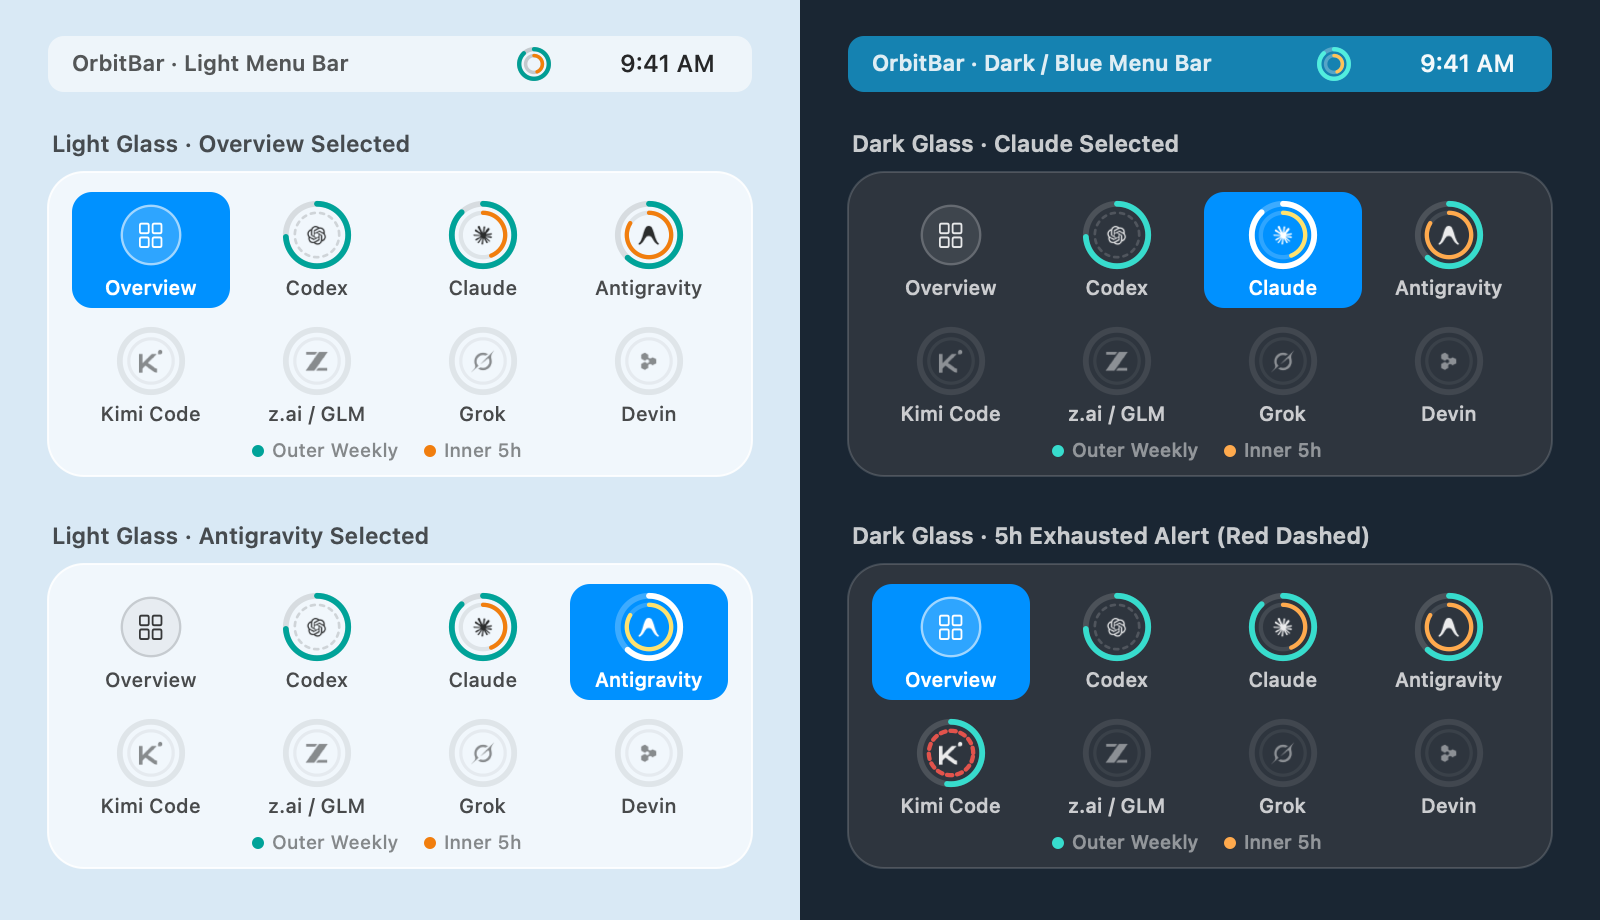 OrbitBar · Light Menu Bar
9:41 AM
Light Glass · Overview Selected
Overview
Codex
Claude
Antigravity
Kimi Code
z.ai / GLM
Grok
Devin
Outer Weekly
Inner 5h
Light Glass · Antigravity Selected
Overview
Codex
Claude
Antigravity
Kimi Code
z.ai / GLM
Grok
Devin
Outer Weekly
Inner 5h
OrbitBar · Dark / Blue Menu Bar
9:41 AM
Dark Glass · Claude Selected
Overview
Codex
Claude
Antigravity
Kimi Code
z.ai / GLM
Grok
Devin
Outer Weekly
Inner 5h
Dark Glass · 5h Exhausted Alert (Red Dashed)
Overview
Codex
Claude
Antigravity
Kimi Code
z.ai / GLM
Grok
Devin
Outer Weekly
Inner 5h